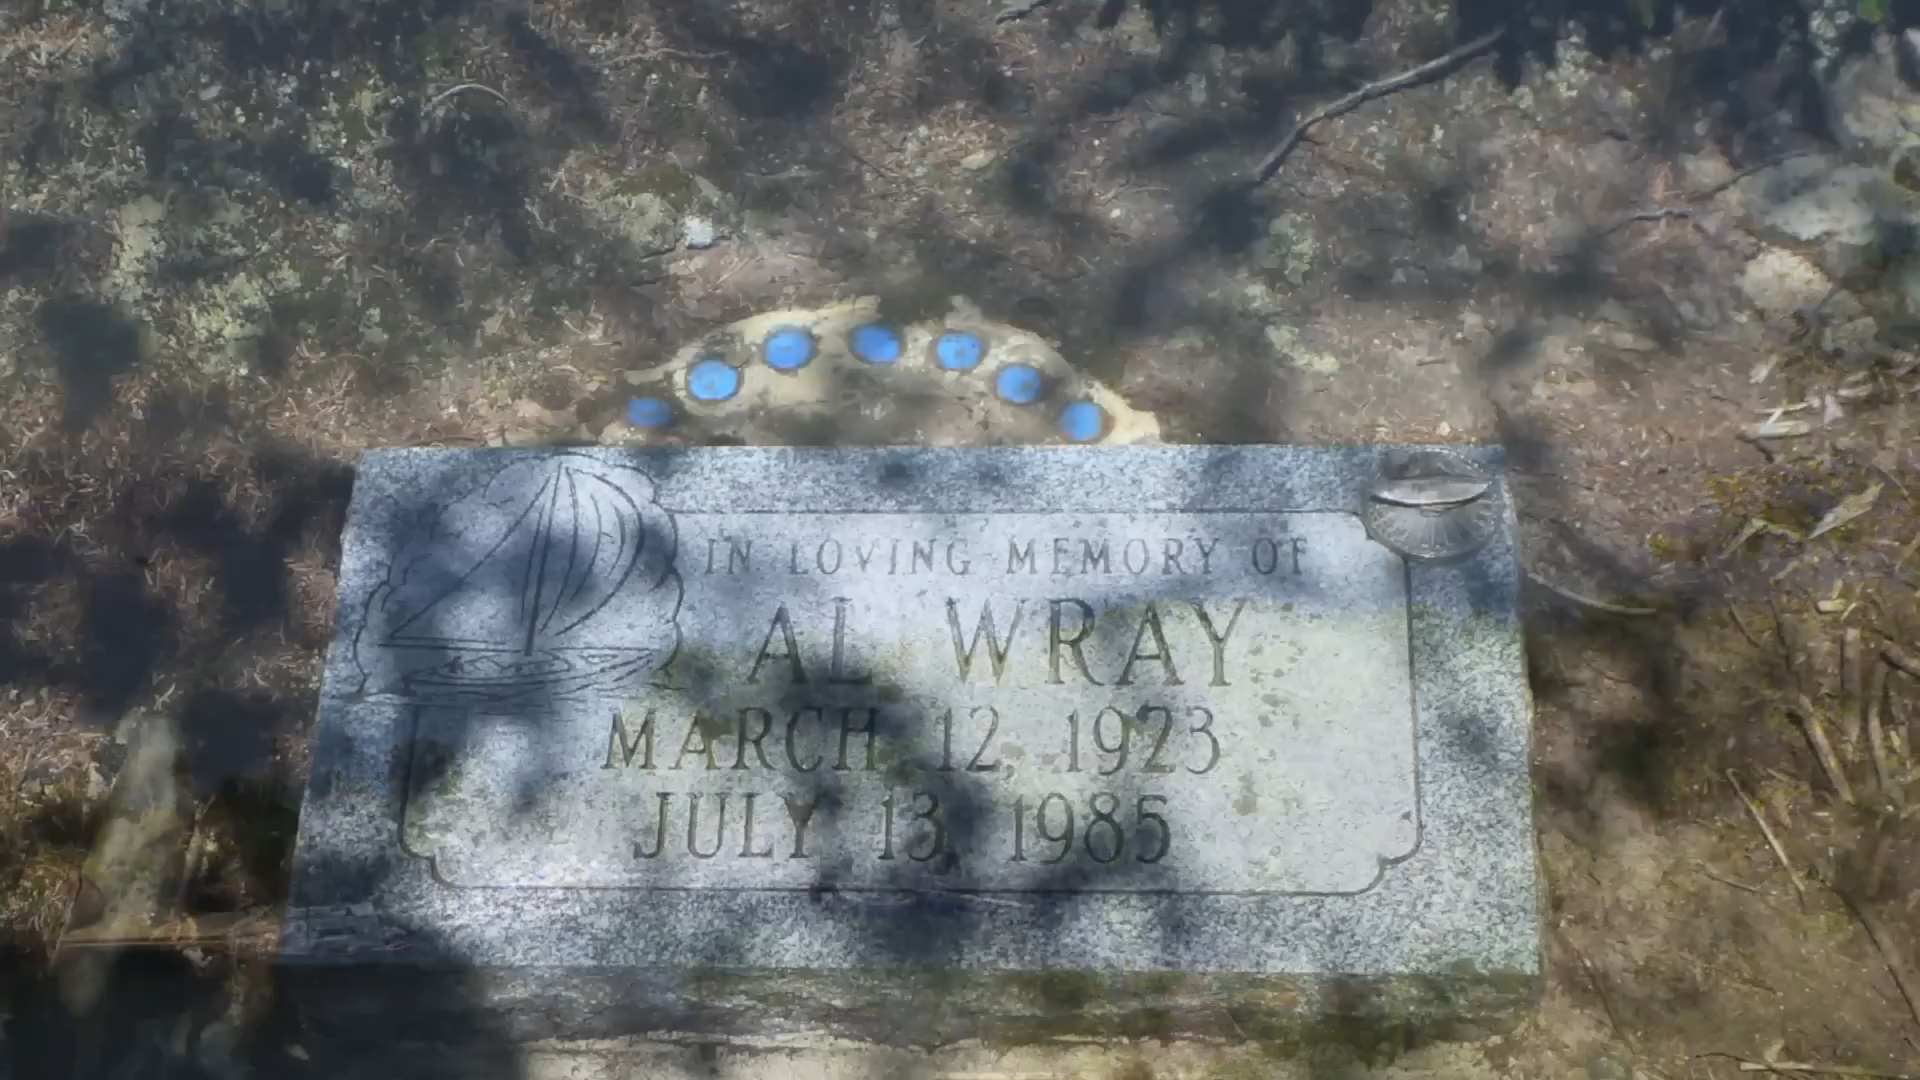 IN LOVING MEMORY OF
AL WRAY
MARCH 12, 1923
JULY 13, 1985